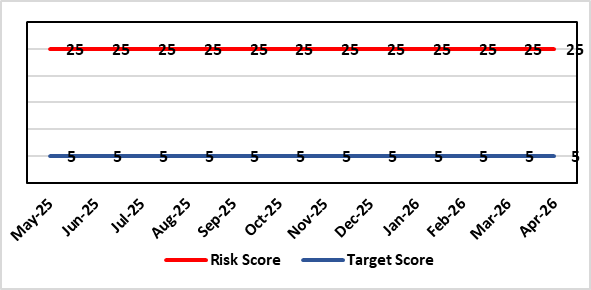 25 25 25 25 25 25 25 25 25 25 25 25
5 5 5 5 5 5 5 5 5 5 5 5
May-25 Jun-25 Jul-25 Aug-25 Sep-25 Oct-25 Nov-25 Dec-25 Jan-26 Feb-26 Mar-26 Apr-26
Risk Score Target Score